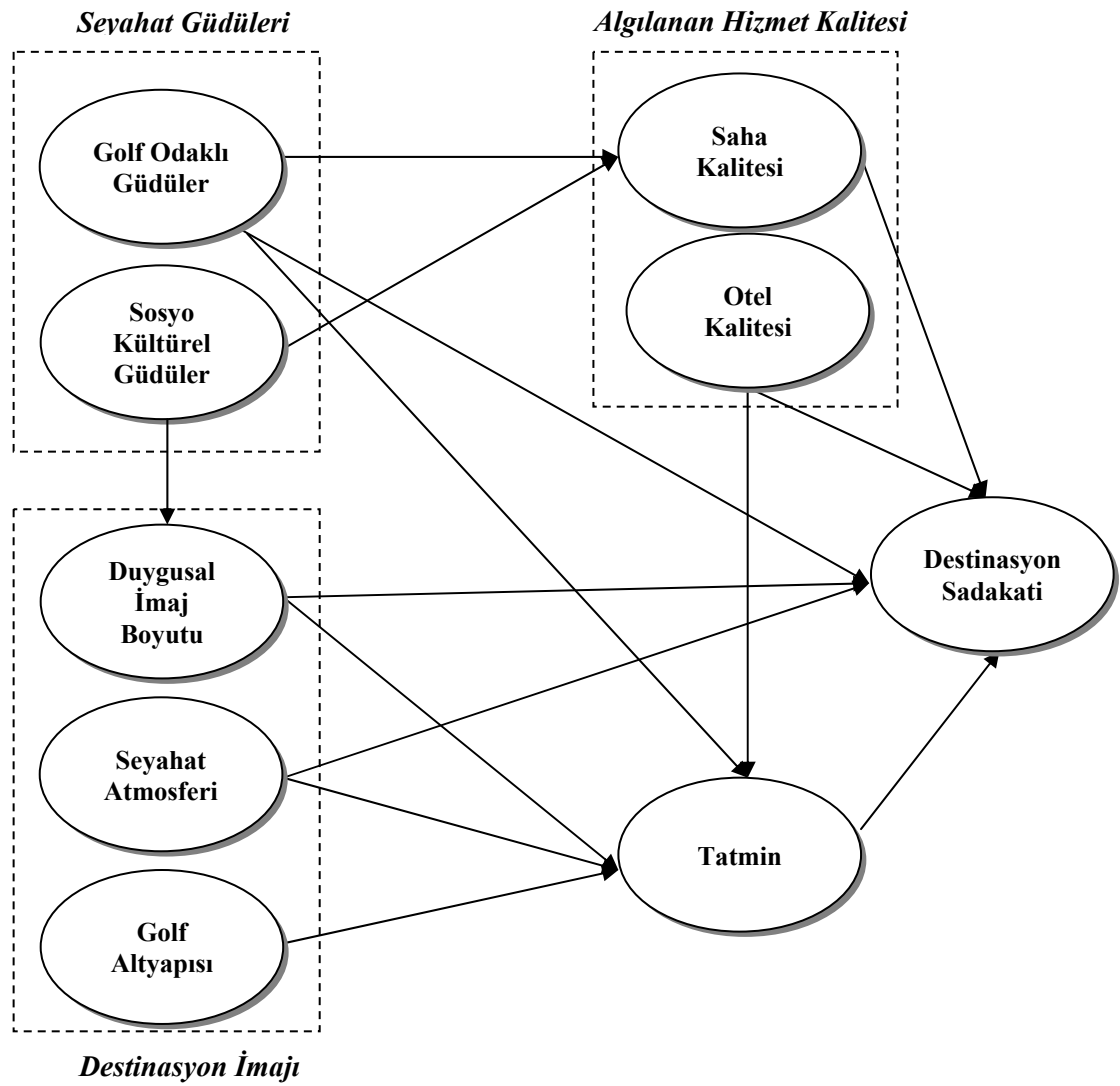 Seyahat Güdüleri
Algılanan Hizmet Kalitesi
Golf Odaklı
Güdüler
Saha
Kalitesi
Sosyo
Kültürel
Güdüler
Otel
Kalitesi
Duygusal
İmaj
Boyutu
Destinasyon
Sadakati
Seyahat
Atmosferi
Tatmin
Golf
Altyapısı
Destinasyon İmajı